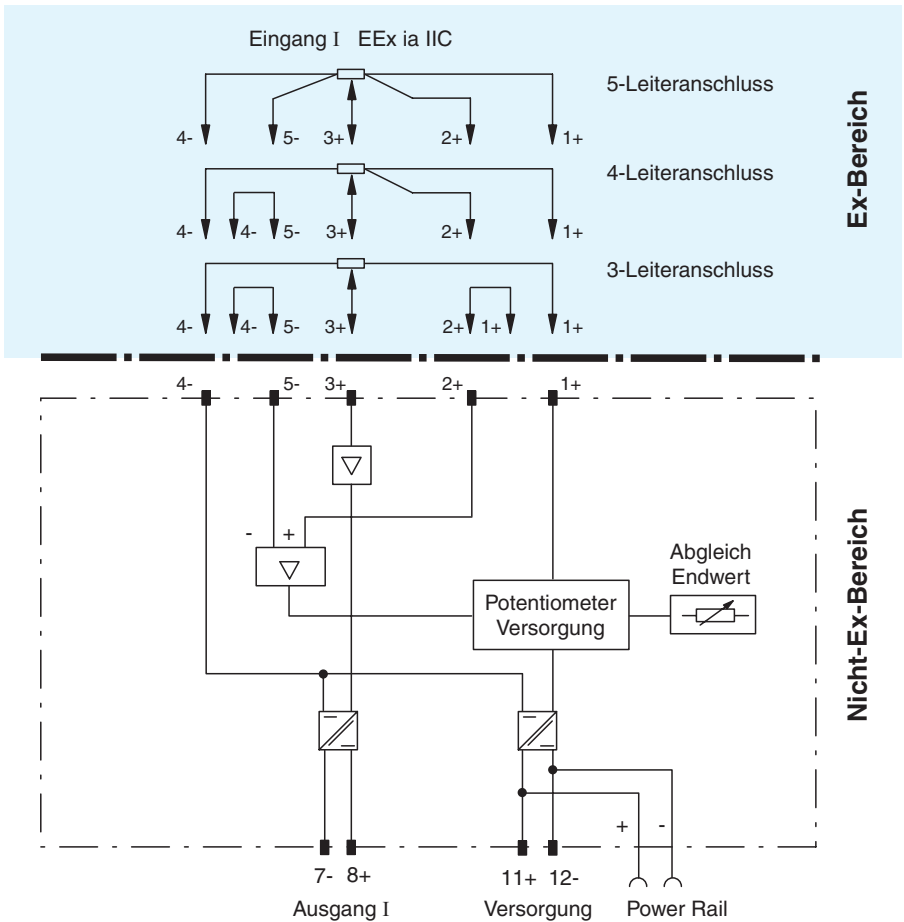 Eingang I EEx ia IIC
5-Leiteranschluss
4- 5- 3+ 2+ 1+
4-Leiteranschluss
4- 4- 5- 3+ 2+ 1+
3-Leiteranschluss
4- 4- 5- 3+ 2+ 1+ 1+
Ex-Bereich
4- 5- 3+ 2+ 1+
- +
Abgleich
Endwert
Potentiometer
Versorgung
Nicht-Ex-Bereich
+ -
7- 8+ 11+ 12-
Ausgang I Versorgung Power Rail